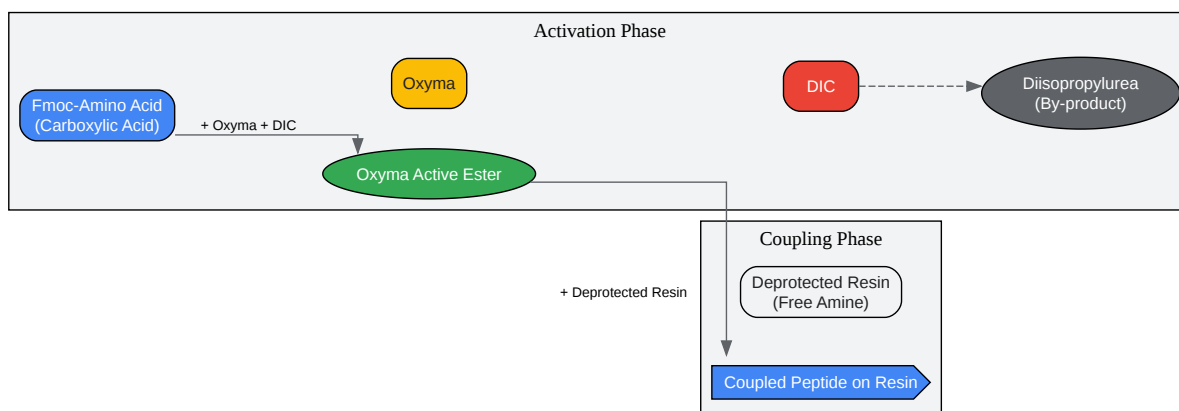 Activation Phase
Oxyma
DIC
Diisopropylurea
(By-product)
Fmoc-Amino Acid
(Carboxylic Acid)
+ Oxyma + DIC
Oxyma Active Ester
Coupling Phase
+ Deprotected Resin
Deprotected Resin
(Free Amine)
Coupled Peptide on Resin